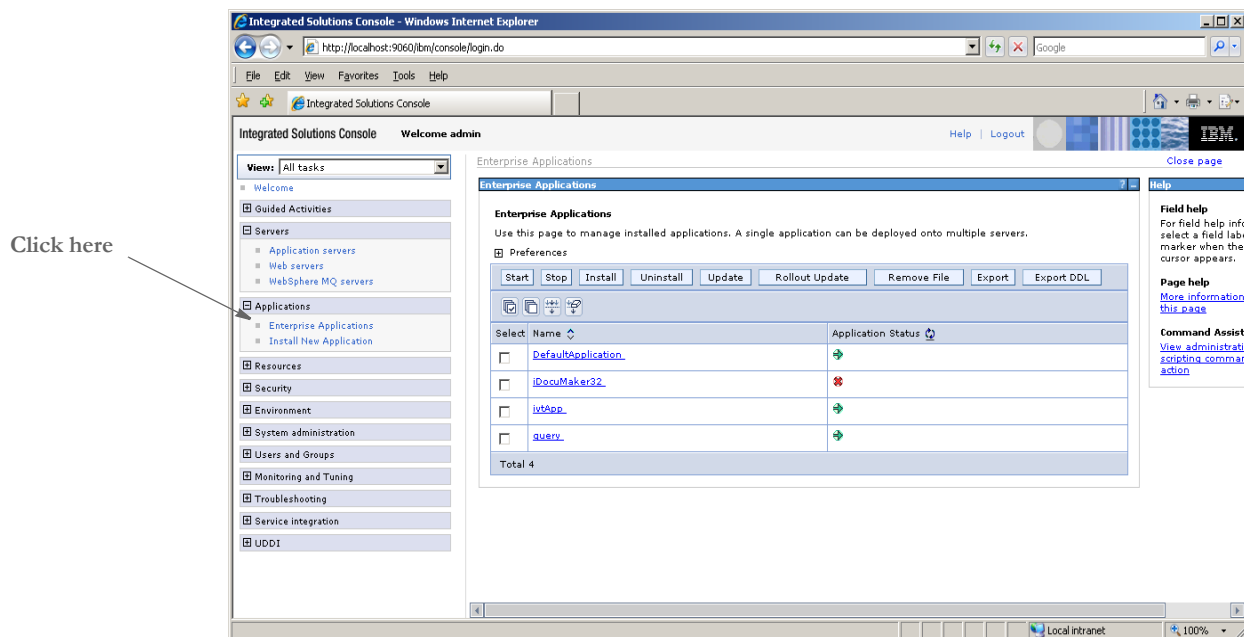 Integrated Solutions Console - Windows Internet Explorer
http://localhost:9060/ibm/console/login.do
Google
File Edit View Favorites Tools Help
Integrated Solutions Console
Integrated Solutions Console Welcome admin
Help | Logout
IBM.
View: All tasks
Welcome
Guided Activities
Servers
Application servers
Web servers
WebSphere MQ servers
Click here
Applications
Enterprise Applications
Install New Application
Resources
Security
Environment
System administration
Users and Groups
Monitoring and Tuning
Troubleshooting
Service integration
UDDI
Enterprise Applications
Close page
Enterprise Applications ? -
Enterprise Applications
Use this page to manage installed applications. A single application can be deployed onto multiple servers.
Preferences
Start Stop Install Uninstall Update Rollout Update Remove File Export Export DDL
Select Name Application Status
DefaultApplication
iDocuMaker32
ivtApp
query
Total 4
Help
Field help
For field help info
select a field labe
marker when the
cursor appears.
Page help
More information
this page
Command Assist
View administrati
scripting commar
action
Local intranet
100%